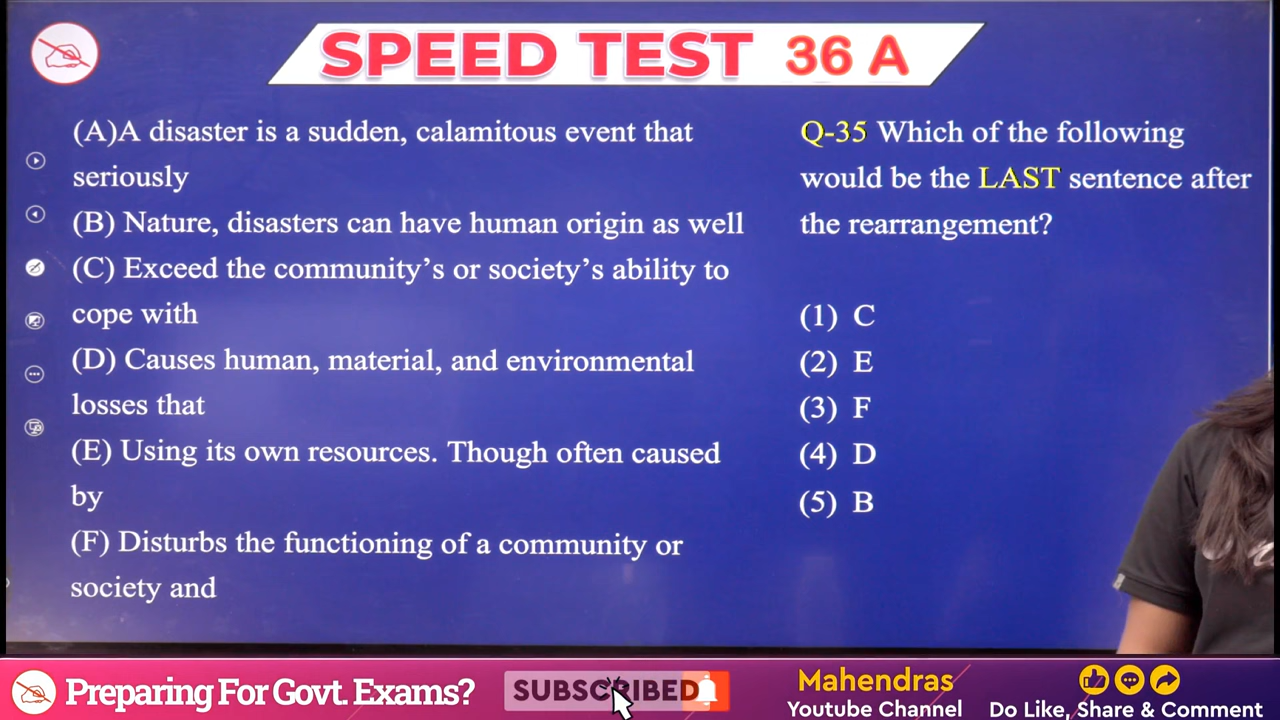 SPEED TEST 36 A
(A)A disaster is a sudden, calamitous event that
seriously
(B) Nature, disasters can have human origin as well
(C) Exceed the community's or society's ability to
cope with
(D) Causes human, material, and environmental
losses that
(E) Using its own resources. Though often caused
by
(F) Disturbs the functioning of a community or
society and
Q-35 Which of the following
would be the LAST sentence after
the rearrangement?
(1) C
(2) E
(3) F
(4) D
(5) B
Preparing For Govt. Exams?
SUBSCRIBED
Mahendras
Youtube Channel
Do Like, Share & Comment